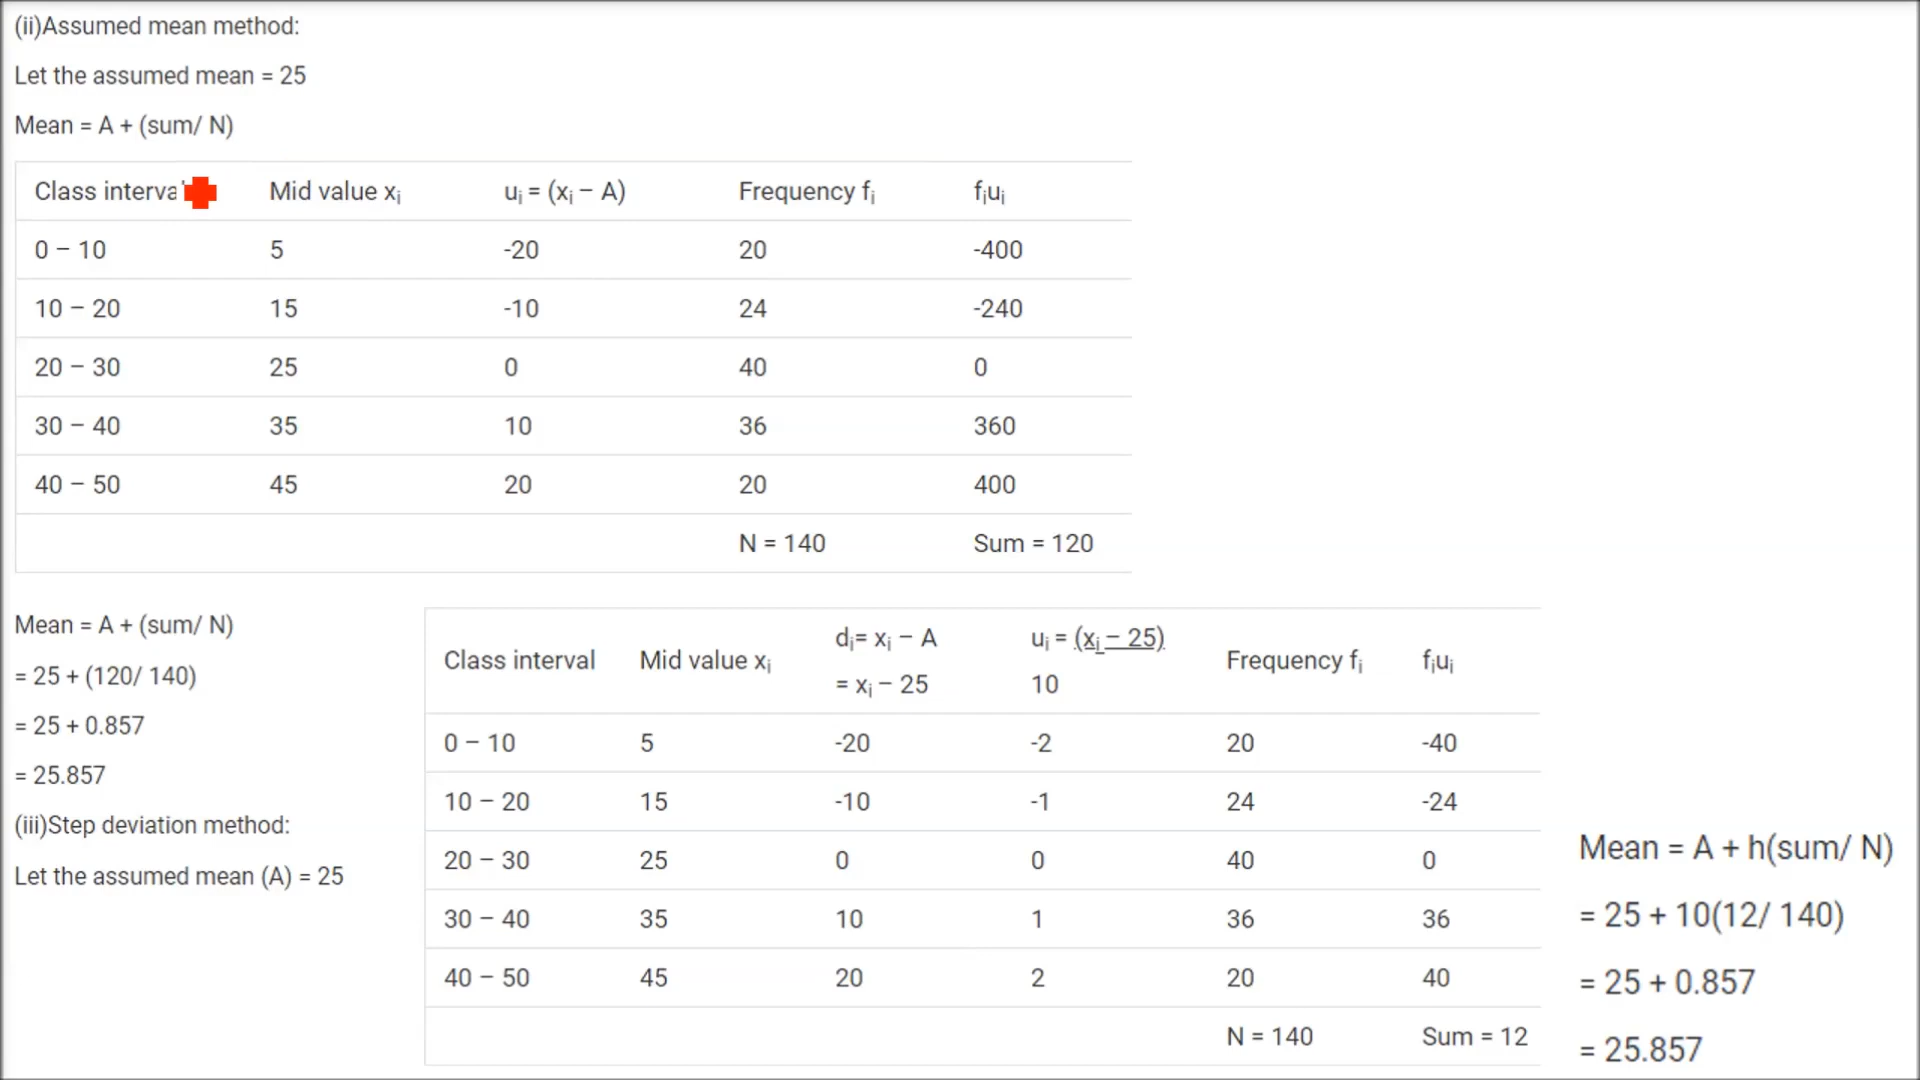 (ii)Assumed mean method:
Let the assumed mean = 25
Mean = A + (sum/ N)
Class interva Mid value xᵢ uᵢ = (xᵢ – A) Frequency fᵢ fᵢuᵢ
0 – 10 5 -20 20 -400
10 – 20 15 -10 24 -240
20 – 30 25 0 40 0
30 – 40 35 10 36 360
40 – 50 45 20 20 400
N = 140 Sum = 120
Mean = A + (sum/ N)
= 25 + (120/ 140)
= 25 + 0.857
= 25.857
(iii)Step deviation method:
Let the assumed mean (A) = 25
Class interval Mid value xᵢ dᵢ= xᵢ – A = xᵢ – 25 uᵢ = (xᵢ – 25) 10 Frequency fᵢ fᵢuᵢ
0 – 10 5 -20 -2 20 -40
10 – 20 15 -10 -1 24 -24
20 – 30 25 0 0 40 0
30 – 40 35 10 1 36 36
40 – 50 45 20 2 20 40
N = 140 Sum = 12
Mean = A + h(sum/ N)
= 25 + 10(12/ 140)
= 25 + 0.857
= 25.857